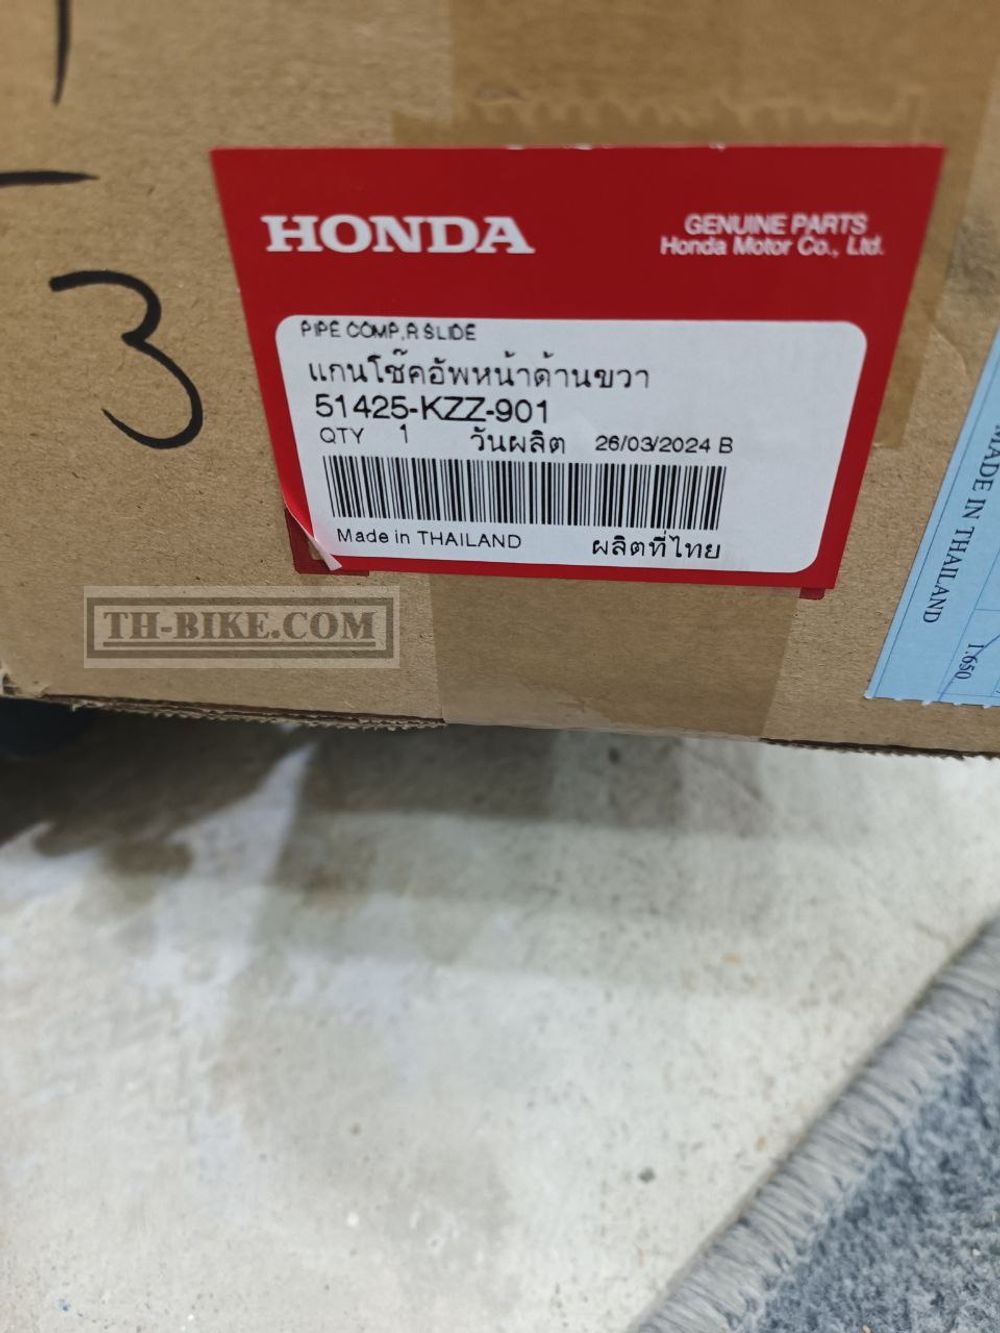 HONDA
GENUINE PARTS
Honda Motor Co., Ltd.
PIPE COMP,R SLIDE
แกนโช๊คอัพหน้าด้านขวา
51425-KZZ-901
QTY 1 วันผลิต 26/03/2024 B
Made in THAILAND ผลิตที่ไทย
3
TH-BIKE.COM
MADE IN THAILAND
1.650